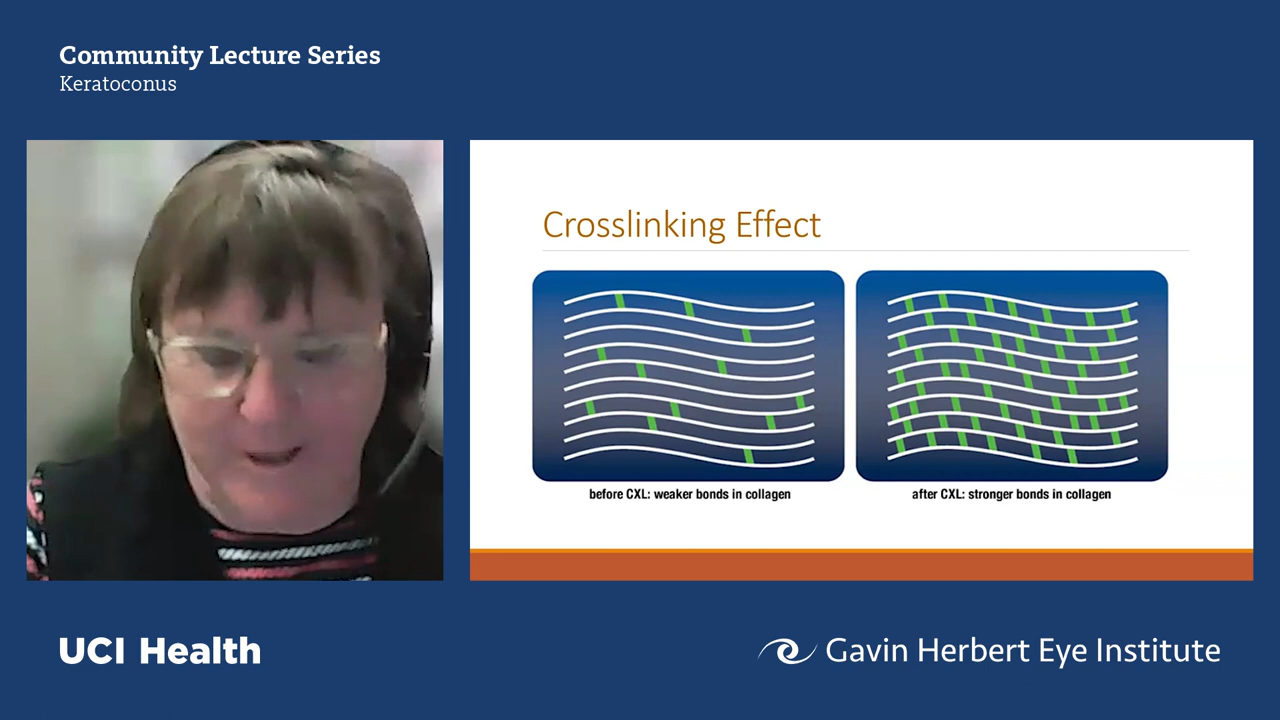 Community Lecture Series
Keratoconus
Crosslinking Effect
before CXL: weaker bonds in collagen
after CXL: stronger bonds in collagen
UCI Health
Gavin Herbert Eye Institute